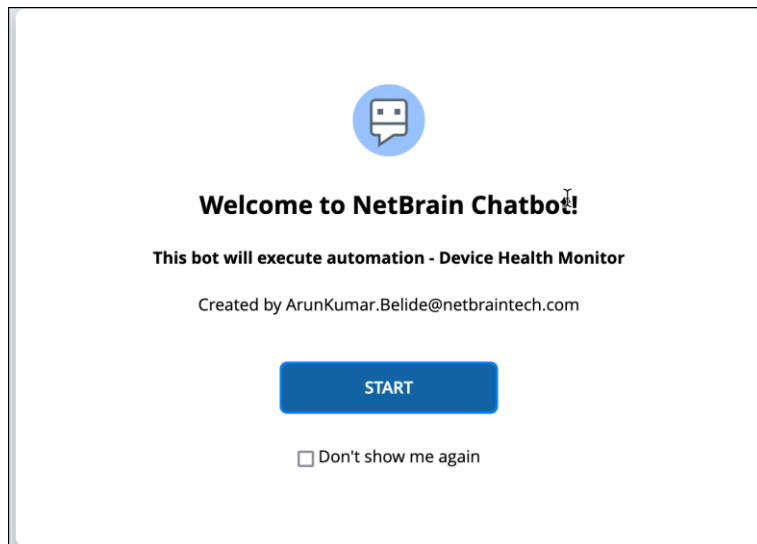 Welcome to NetBrain Chatbot!
This bot will execute automation - Device Health Monitor
Created by ArunKumar.Belide@netbraintech.com
START
Don't show me again